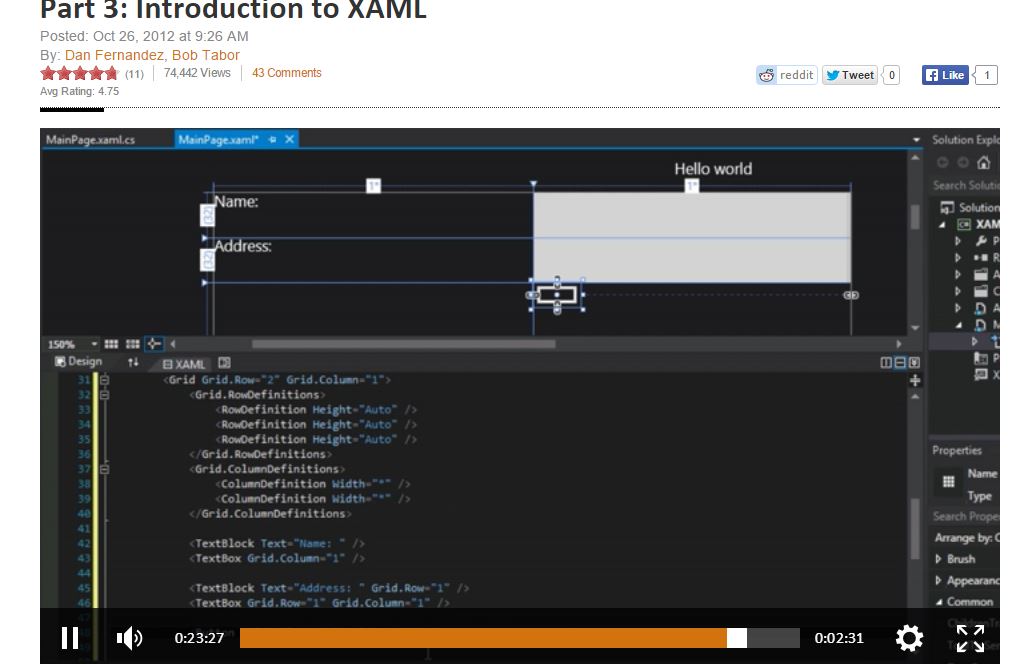 Part 3: Introduction to XAML
Posted: Oct 26, 2012 at 9:26 AM
By: Dan Fernandez, Bob Tabor
(11) 74,442 Views 43 Comments
Avg Rating: 4.75
reddit Tweet 0 Like 1
MainPage.xaml.cs MainPage.xaml* Solution Explo
Hello world
Search Solutio
1* 1*
Name:
Solution
XAM
(32)
Address:
(32)
150%
Design XAML
31 <Grid Grid.Row="2" Grid.Column="1">
32 <Grid.RowDefinitions>
33 <RowDefinition Height="Auto" />
34 <RowDefinition Height="Auto" />
35 <RowDefinition Height="Auto" />
36 </Grid.RowDefinitions>
37 <Grid.ColumnDefinitions>
38 <ColumnDefinition Width="*" />
39 <ColumnDefinition Width="*" />
40 </Grid.ColumnDefinitions>
41
42 <TextBlock Text="Name: " />
43 <TextBox Grid.Column="1" />
44
45 <TextBlock Text="Address: " Grid.Row="1" />
46 <TextBox Grid.Row="1" Grid.Column="1" />
Properties
Name
Type
Search Prope
Arrange by: C
Brush
Appearanc
Common
0:23:27 0:02:31